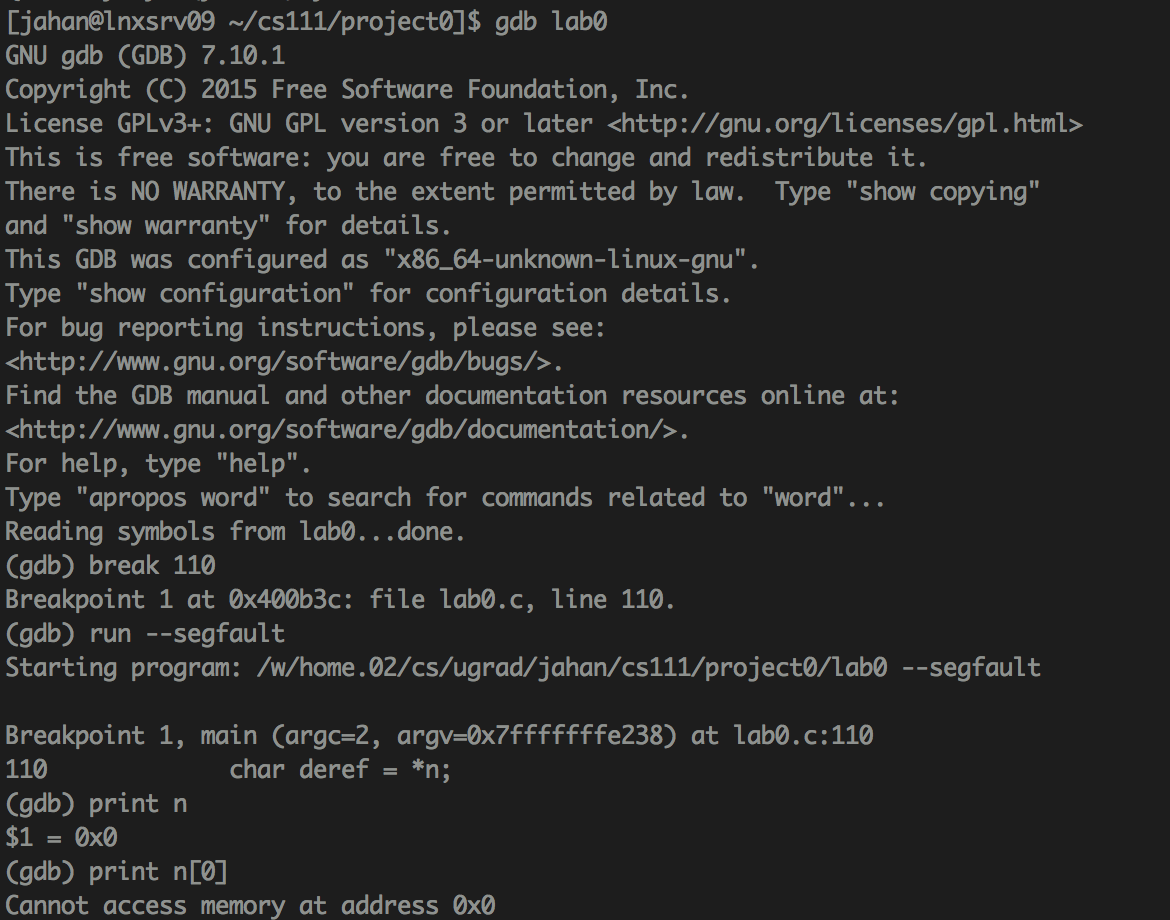 [jahan@lnxsrv09 ~/cs111/project0]$ gdb lab0
GNU gdb (GDB) 7.10.1
Copyright (C) 2015 Free Software Foundation, Inc.
License GPLv3+: GNU GPL version 3 or later <http://gnu.org/licenses/gpl.html>
This is free software: you are free to change and redistribute it.
There is NO WARRANTY, to the extent permitted by law.  Type "show copying"
and "show warranty" for details.
This GDB was configured as "x86_64-unknown-linux-gnu".
Type "show configuration" for configuration details.
For bug reporting instructions, please see:
<http://www.gnu.org/software/gdb/bugs/>.
Find the GDB manual and other documentation resources online at:
<http://www.gnu.org/software/gdb/documentation/>.
For help, type "help".
Type "apropos word" to search for commands related to "word"...
Reading symbols from lab0...done.
(gdb) break 110
Breakpoint 1 at 0x400b3c: file lab0.c, line 110.
(gdb) run --segfault
Starting program: /w/home.02/cs/ugrad/jahan/cs111/project0/lab0 --segfault

Breakpoint 1, main (argc=2, argv=0x7fffffffe238) at lab0.c:110
110             char deref = *n;
(gdb) print n
$1 = 0x0
(gdb) print n[0]
Cannot access memory at address 0x0